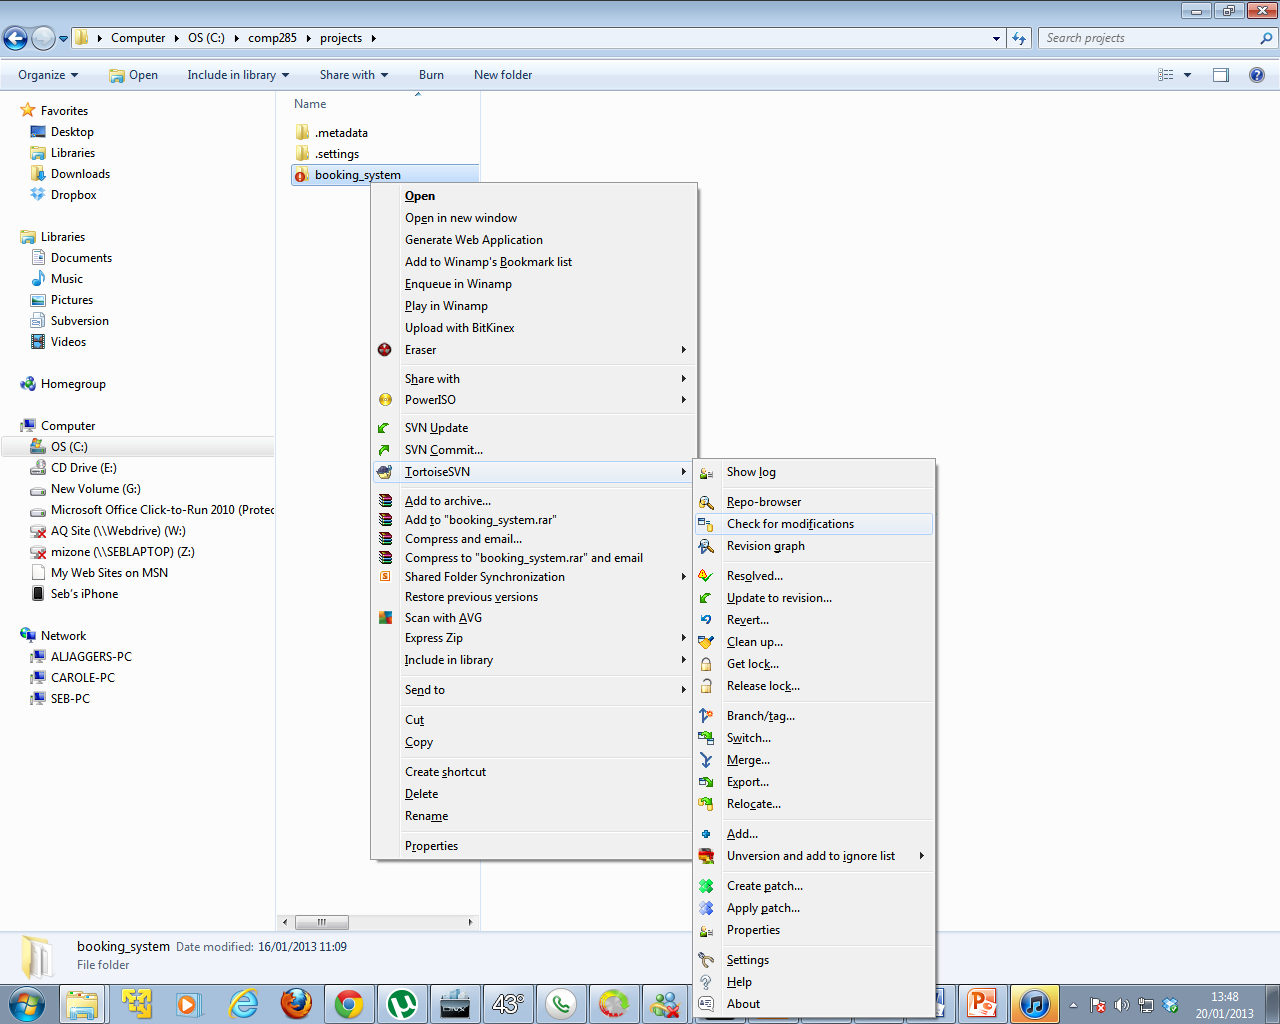 Computer ▸ OS (C:) ▸ comp285 ▸ projects ▸
Search projects
Organize
Open
Include in library
Share with
Burn
New folder
Favorites
Desktop
Libraries
Downloads
Dropbox
Libraries
Documents
Music
Pictures
Subversion
Videos
Homegroup
Computer
OS (C:)
CD Drive (E:)
New Volume (G:)
Microsoft Office Click-to-Run 2010 (Protec
AQ Site (\\Webdrive) (W:)
mizone (\\SEBLAPTOP) (Z:)
My Web Sites on MSN
Seb's iPhone
Network
ALJAGGERS-PC
CAROLE-PC
SEB-PC
Name
.metadata
.settings
booking_system
Open
Open in new window
Generate Web Application
Add to Winamp's Bookmark list
Enqueue in Winamp
Play in Winamp
Upload with BitKinex
Eraser
Share with
PowerISO
SVN Update
SVN Commit...
TortoiseSVN
Add to archive...
Add to "booking_system.rar"
Compress and email...
Compress to "booking_system.rar" and email
Shared Folder Synchronization
Restore previous versions
Scan with AVG
Express Zip
Include in library
Send to
Cut
Copy
Create shortcut
Delete
Rename
Properties
Show log
Repo-browser
Check for modifications
Revision graph
Resolved...
Update to revision...
Revert...
Clean up...
Get lock...
Release lock...
Branch/tag...
Switch...
Merge...
Export...
Relocate...
Add...
Unversion and add to ignore list
Create patch...
Apply patch...
Properties
Settings
Help
About
booking_system Date modified: 16/01/2013 11:09
File folder
43°
13:48
20/01/2013